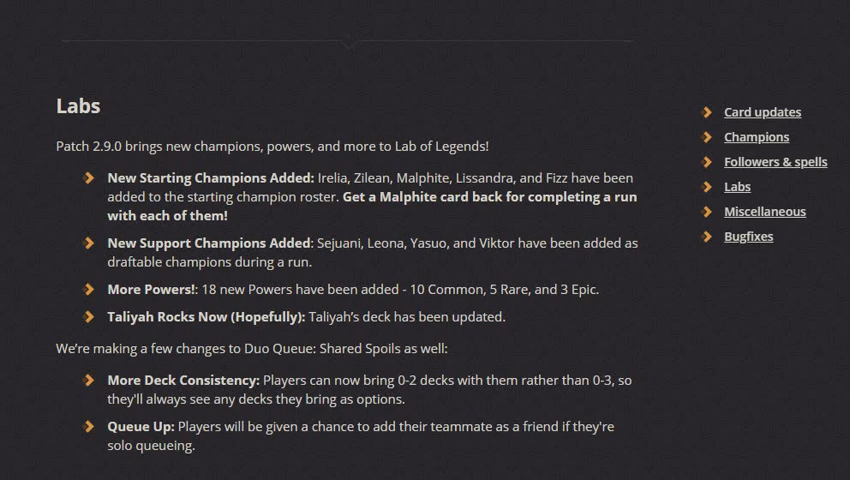 Labs
Patch 2.9.0 brings new champions, powers, and more to Lab of Legends!
New Starting Champions Added: Irelia, Zilean, Malphite, Lissandra, and Fizz have been
added to the starting champion roster. Get a Malphite card back for completing a run
with each of them!
New Support Champions Added: Sejuani, Leona, Yasuo, and Viktor have been added as
draftable champions during a run.
More Powers!: 18 new Powers have been added - 10 Common, 5 Rare, and 3 Epic.
Taliyah Rocks Now (Hopefully): Taliyah's deck has been updated.
We're making a few changes to Duo Queue: Shared Spoils as well:
More Deck Consistency: Players can now bring 0-2 decks with them rather than 0-3, so
they'll always see any decks they bring as options.
Queue Up: Players will be given a chance to add their teammate as a friend if they're
solo queueing.
Card updates
Champions
Followers & spells
Labs
Miscellaneous
Bugfixes